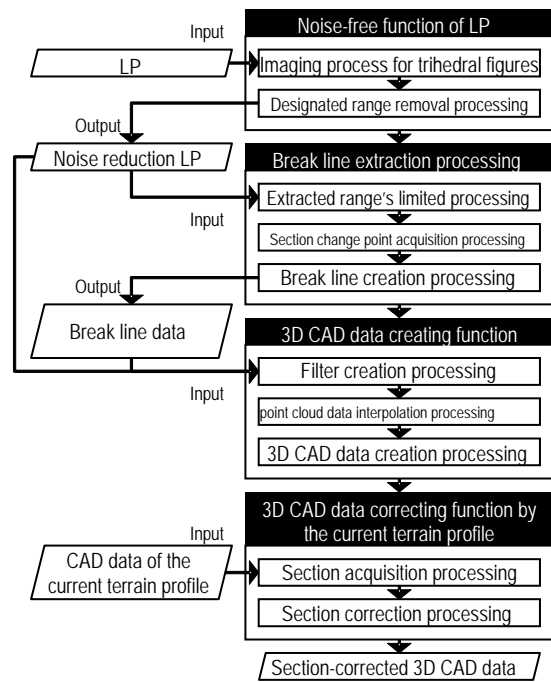 Noise-free function of LP
Input
LP
Imaging process for trihedral figures
Designated range removal processing
Output
Noise reduction LP
Break line extraction processing
Extracted range's limited processing
Input
Section change point acquisition processing
Break line creation processing
Output
Break line data
3D CAD data creating function
Filter creation processing
Input
point cloud data interpolation processing
3D CAD data creation processing
3D CAD data correcting function by
the current terrain profile
Input
CAD data of the
current terrain profile
Section acquisition processing
Section correction processing
Section-corrected 3D CAD data